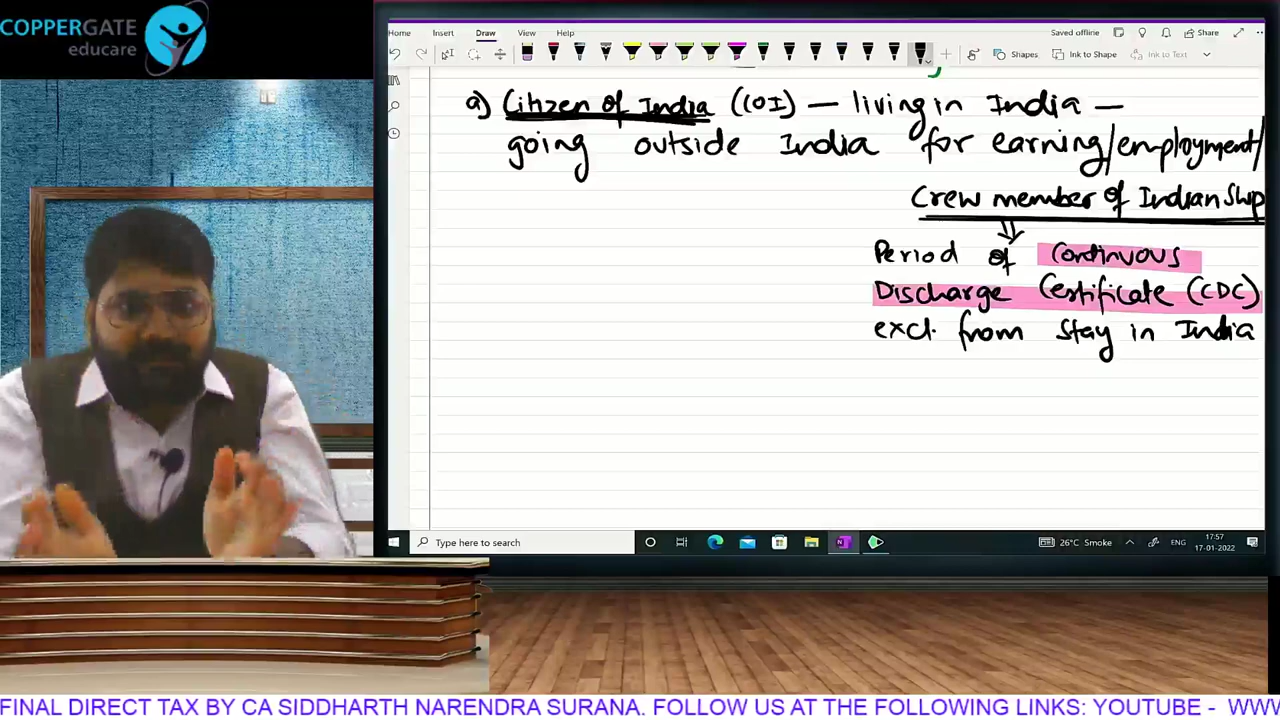 COPPERGATE
educare
Home Insert Draw View Help
Saved offline
Share
Shapes
Ink to Shape
Ink to Text
a) Citizen of India (COI) — living in India —
going outside India for earning/employment/
Crew member of Indian Ship
⇓
Period of Continuous
Discharge Certificate (CDC)
excl. from stay in India
Type here to search
26°C Smoke
ENG
17:57
17-01-2022
FINAL DIRECT TAX BY CA SIDDHARTH NARENDRA SURANA. FOLLOW US AT THE FOLLOWING LINKS: YOUTUBE - WWW